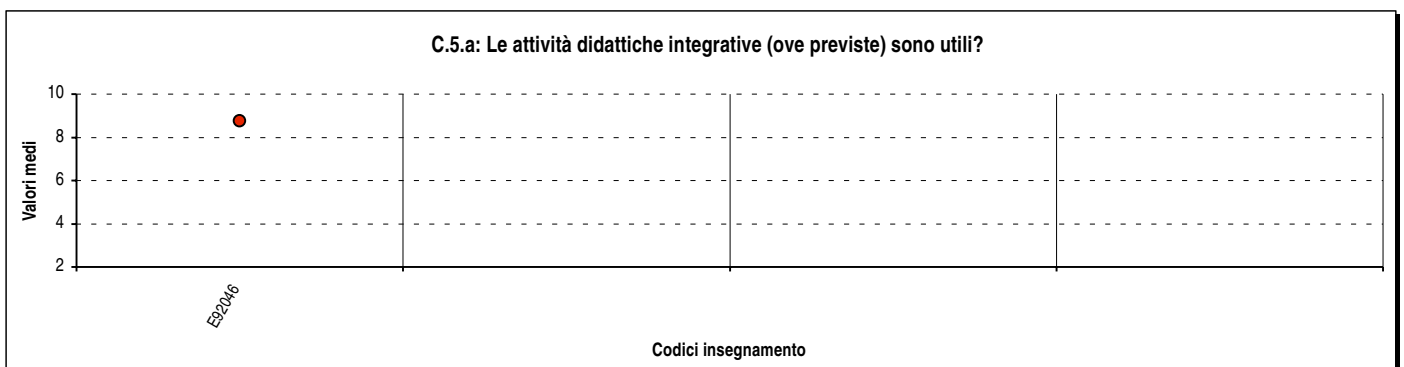 C.5.a: Le attività didattiche integrative (ove previste) sono utili?
10
8
6
4
2
Valori medi
E92046
Codici insegnamento